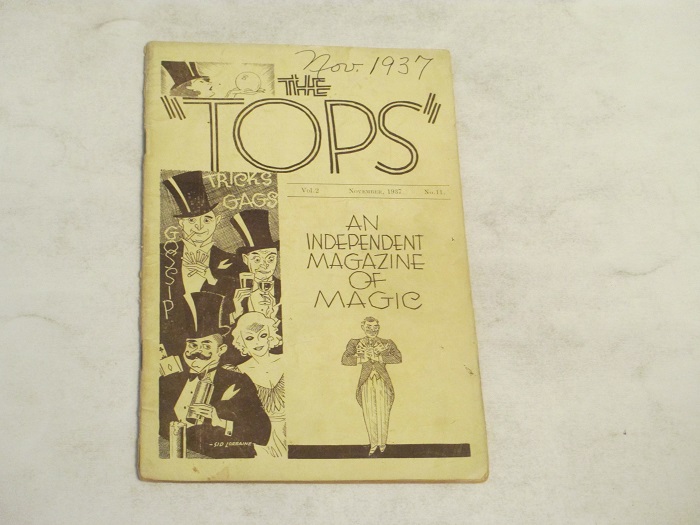 Nov. 1937
THE
"TOPS"
Vol.2 November, 1937 No.11.
TRICKS
GAGS
GOSSIP
AN
INDEPENDENT
MAGAZINE
OF
MAGIC
-SID LORRAINE